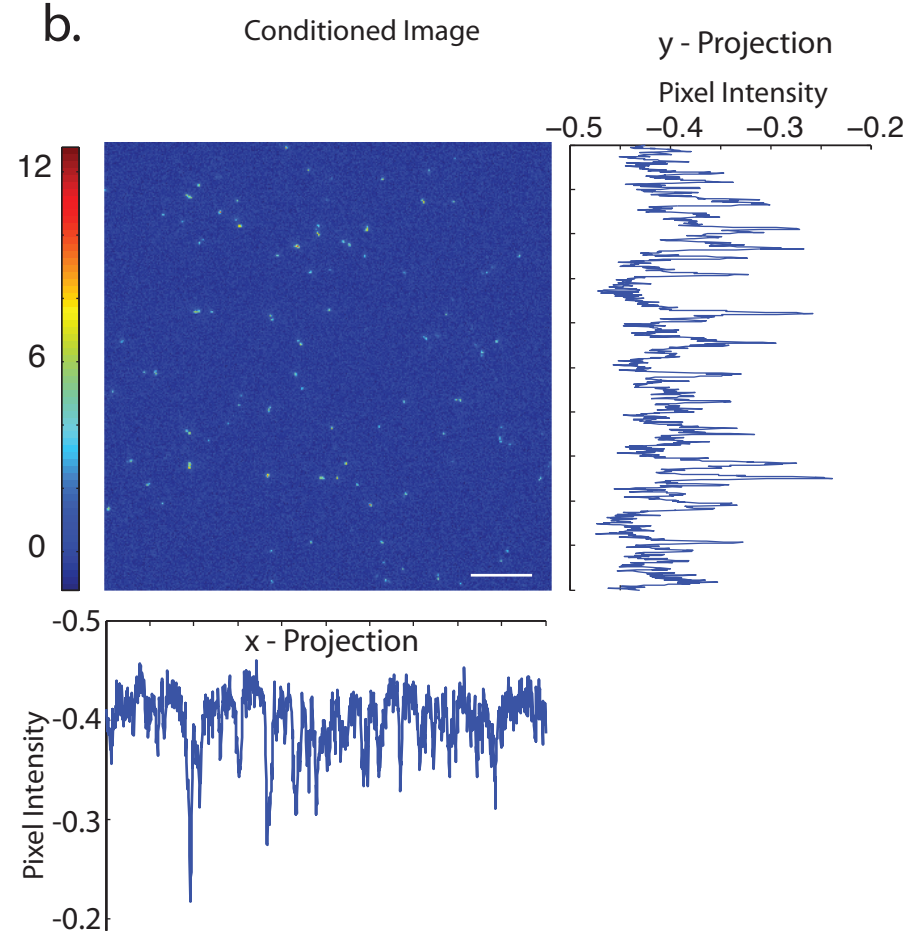 b.
Conditioned Image
y - Projection
Pixel Intensity
−0.5 −0.4 −0.3 −0.2
12
6
0
-0.5
x - Projection
-0.4
Pixel Intensity
-0.3
-0.2